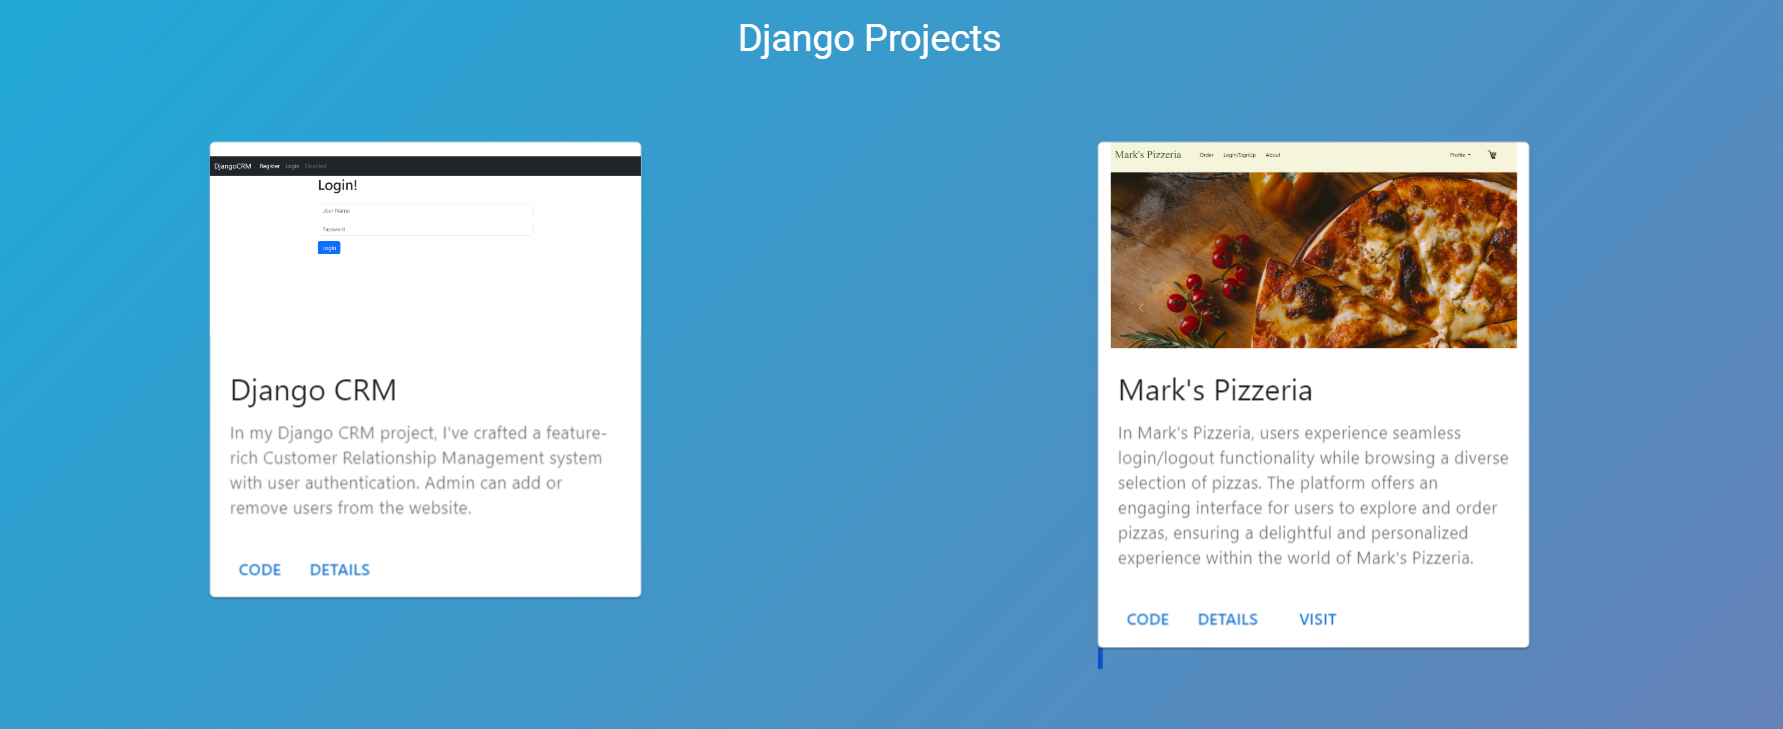 Django Projects
DjangoCRM Register Login Disabled
Login!
User Name
Password
Login
Django CRM
In my Django CRM project, I've crafted a feature-
rich Customer Relationship Management system
with user authentication. Admin can add or
remove users from the website.
CODE DETAILS
Mark's Pizzeria Order Login/SignUp About Profile
Mark's Pizzeria
In Mark's Pizzeria, users experience seamless
login/logout functionality while browsing a diverse
selection of pizzas. The platform offers an
engaging interface for users to explore and order
pizzas, ensuring a delightful and personalized
experience within the world of Mark's Pizzeria.
CODE DETAILS VISIT